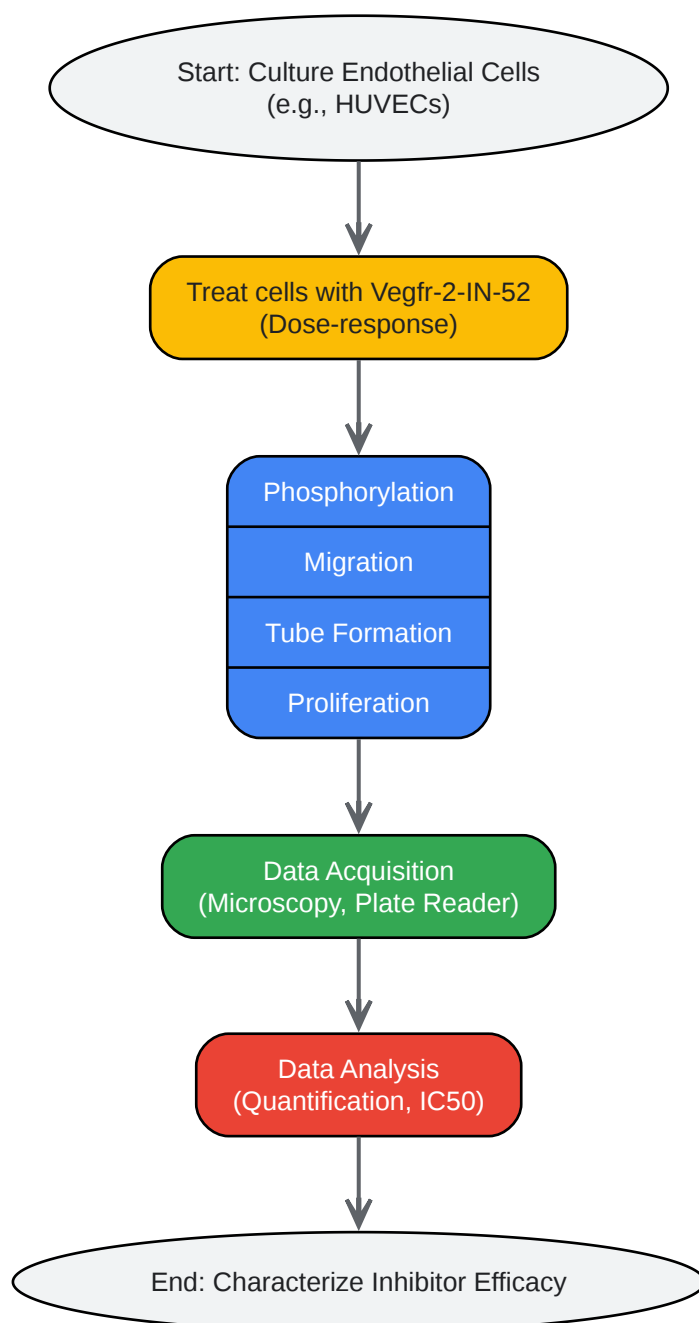 Start: Culture Endothelial Cells
(e.g., HUVECs)
Treat cells with Vegfr-2-IN-52
(Dose-response)
Phosphorylation
Migration
Tube Formation
Proliferation
Data Acquisition
(Microscopy, Plate Reader)
Data Analysis
(Quantification, IC50)
End: Characterize Inhibitor Efficacy